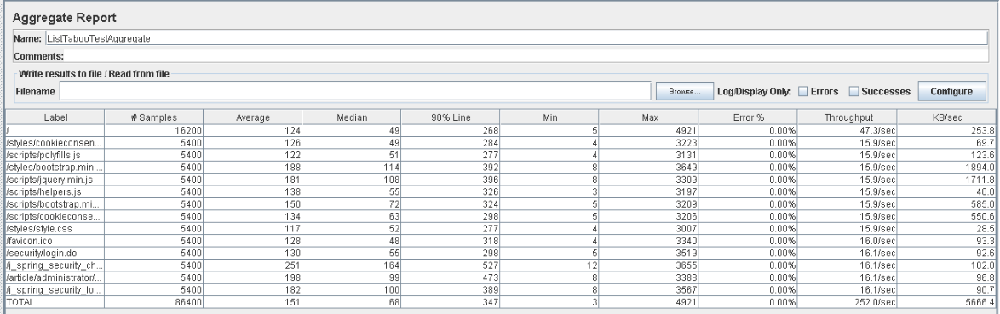 Aggregate Report
Name: ListTabooTestAggregate
Comments:
Write results to file / Read from file
Filename Browse... Log/Display Only: Errors Successes Configure
Label # Samples Average Median 90% Line Min Max Error % Throughput KB/sec
/ 16200 124 49 268 5 4921 0.00% 47.3/sec 253.8
/styles/cookieconsen... 5400 126 49 284 4 3223 0.00% 15.9/sec 69.7
/scripts/polyfills.js 5400 122 51 277 4 3131 0.00% 15.9/sec 123.6
/styles/bootstrap.min.... 5400 188 114 392 8 3649 0.00% 15.9/sec 1894.0
/scripts/jquery.min.js 5400 181 108 396 8 3309 0.00% 15.9/sec 1711.8
/scripts/helpers.js 5400 138 55 326 3 3197 0.00% 15.9/sec 40.0
/scripts/bootstrap.mi... 5400 150 72 324 5 3209 0.00% 15.9/sec 585.0
/scripts/cookieconse... 5400 134 63 298 5 3206 0.00% 15.9/sec 550.6
/styles/style.css 5400 117 52 277 4 3007 0.00% 15.9/sec 28.5
/favicon.ico 5400 128 48 318 4 3340 0.00% 16.0/sec 93.3
/security/login.do 5400 130 55 298 5 3519 0.00% 16.1/sec 92.6
/j_spring_security_ch... 5400 251 164 527 12 3655 0.00% 16.1/sec 102.0
/article/administrator/... 5400 198 99 473 8 3388 0.00% 16.1/sec 96.8
/j_spring_security_lo... 5400 182 100 389 8 3567 0.00% 16.1/sec 90.7
TOTAL 86400 151 68 347 3 4921 0.00% 252.0/sec 5666.4